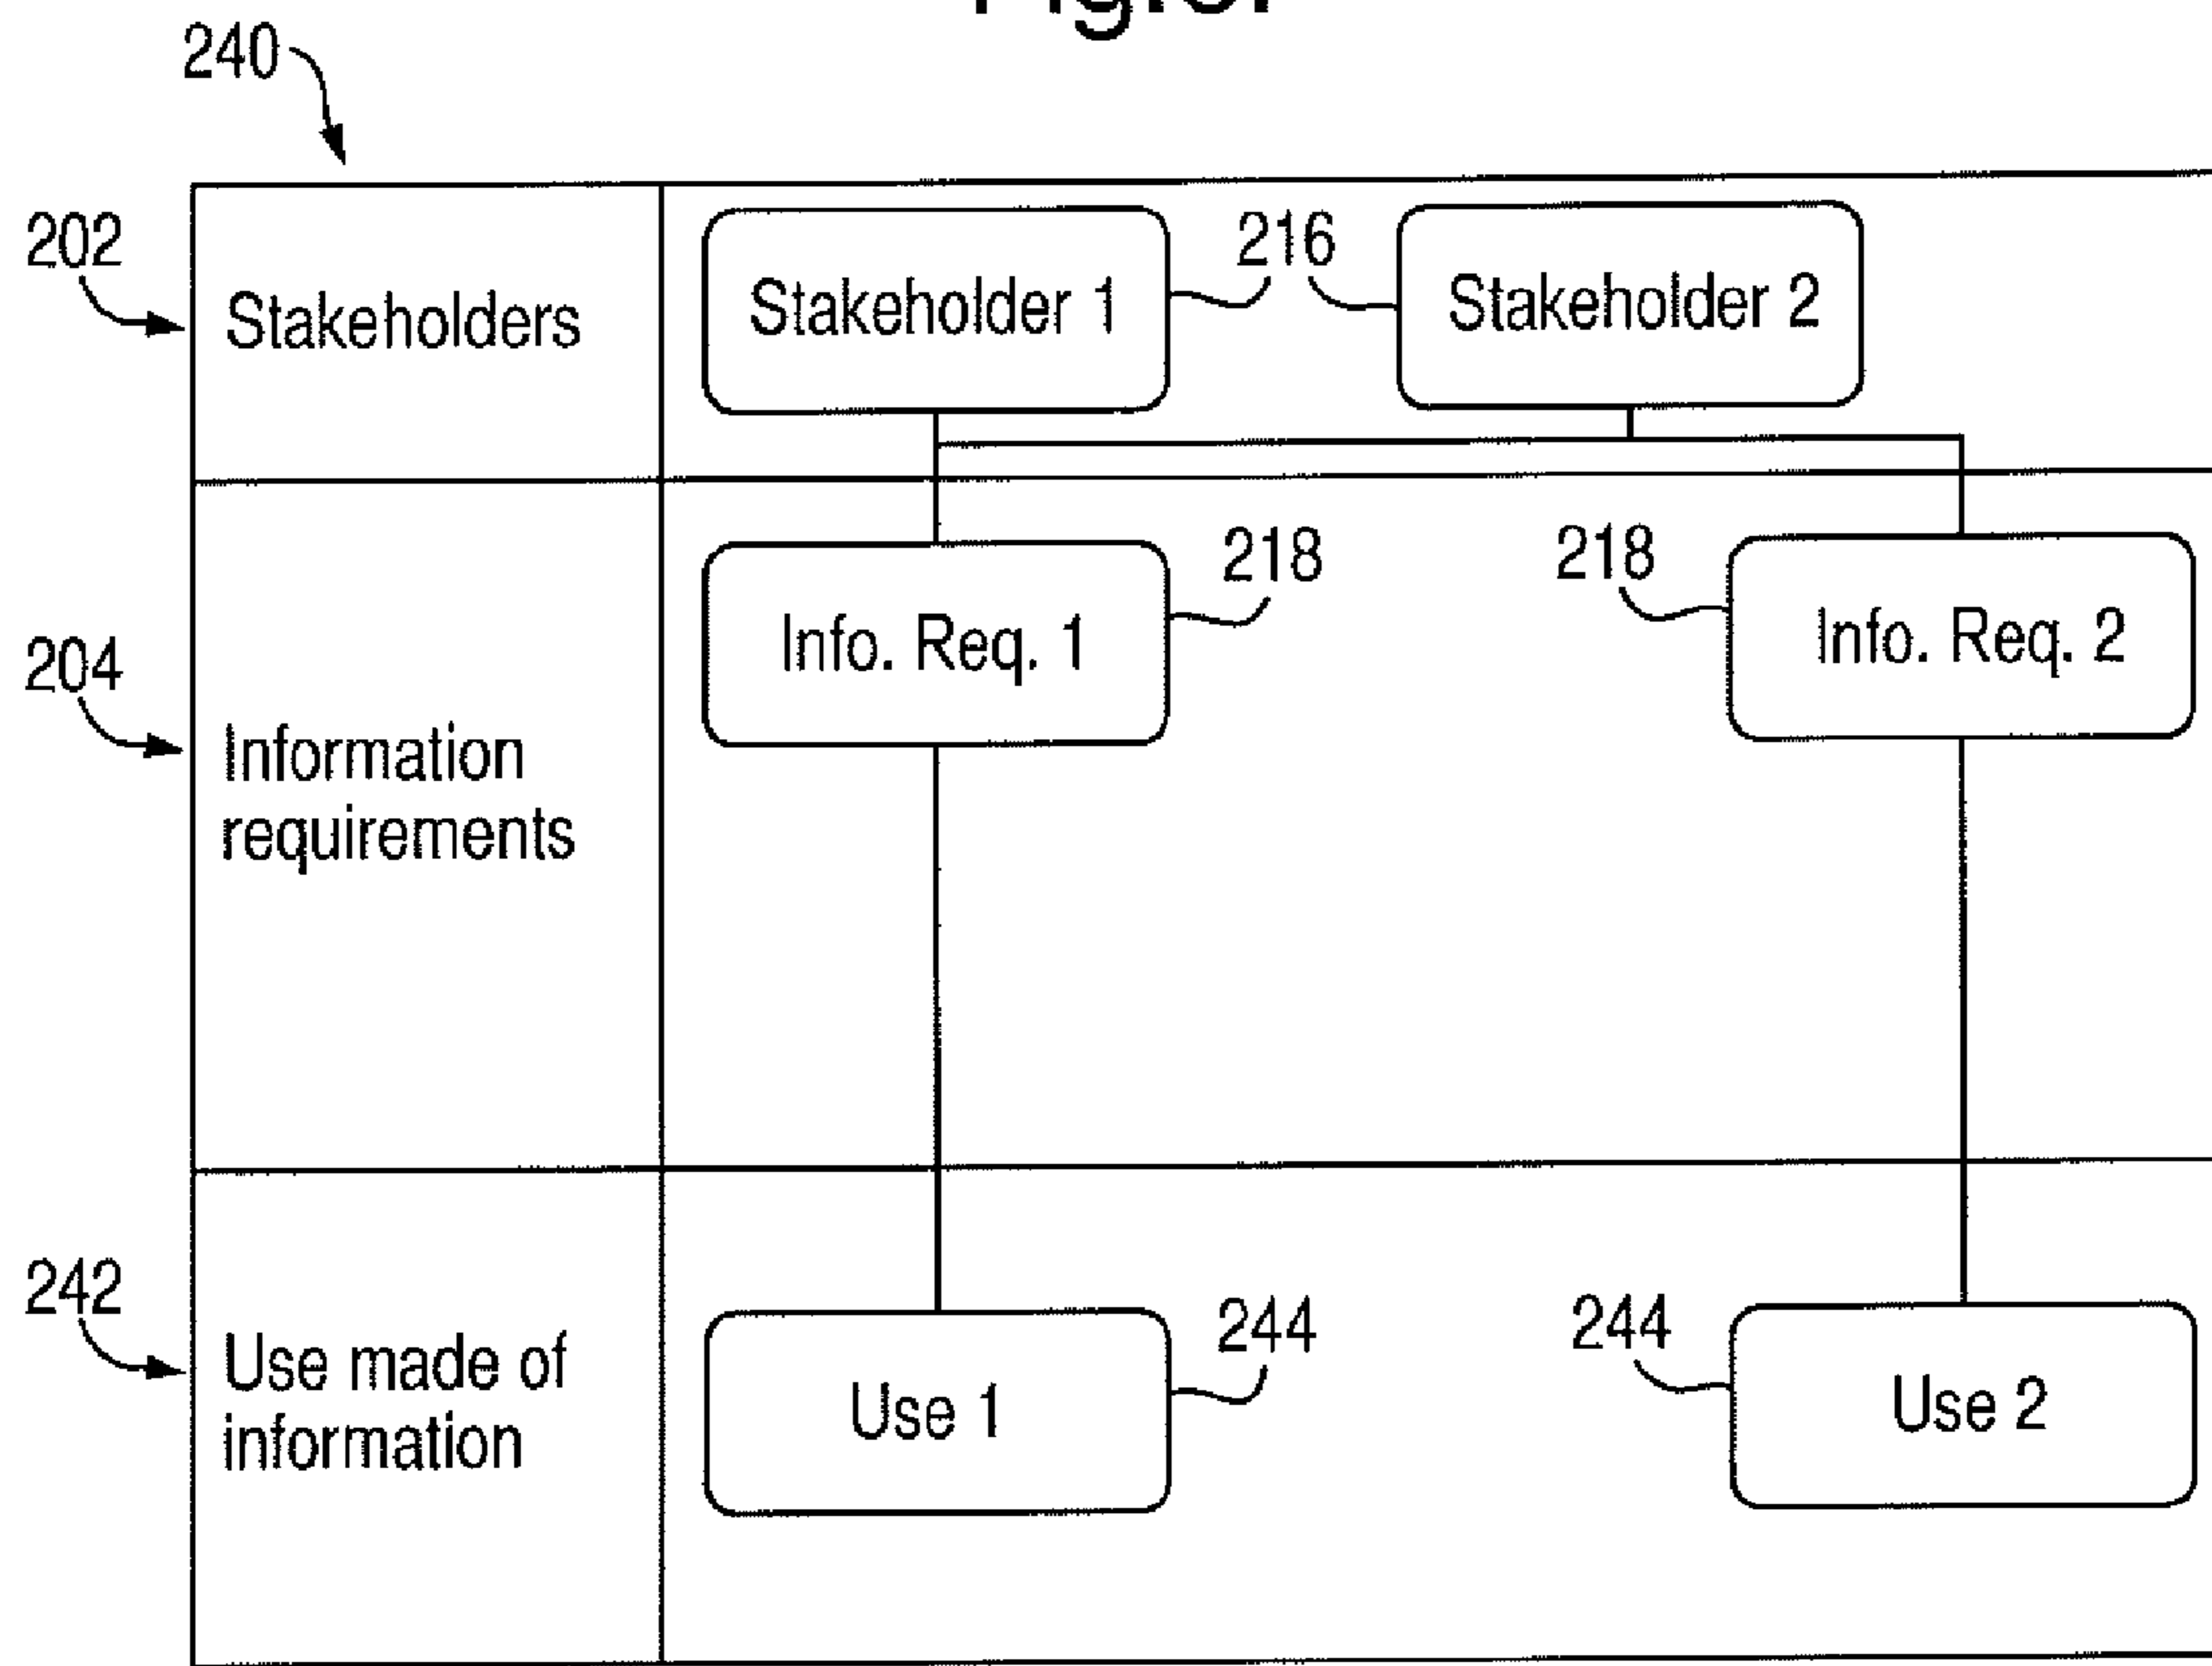 240
202
Stakeholders
Stakeholder 1
216
Stakeholder 2
204
Information
requirements
Info. Req. 1
218
218
Info. Req. 2
242
Use made of
information
Use 1
244
244
Use 2